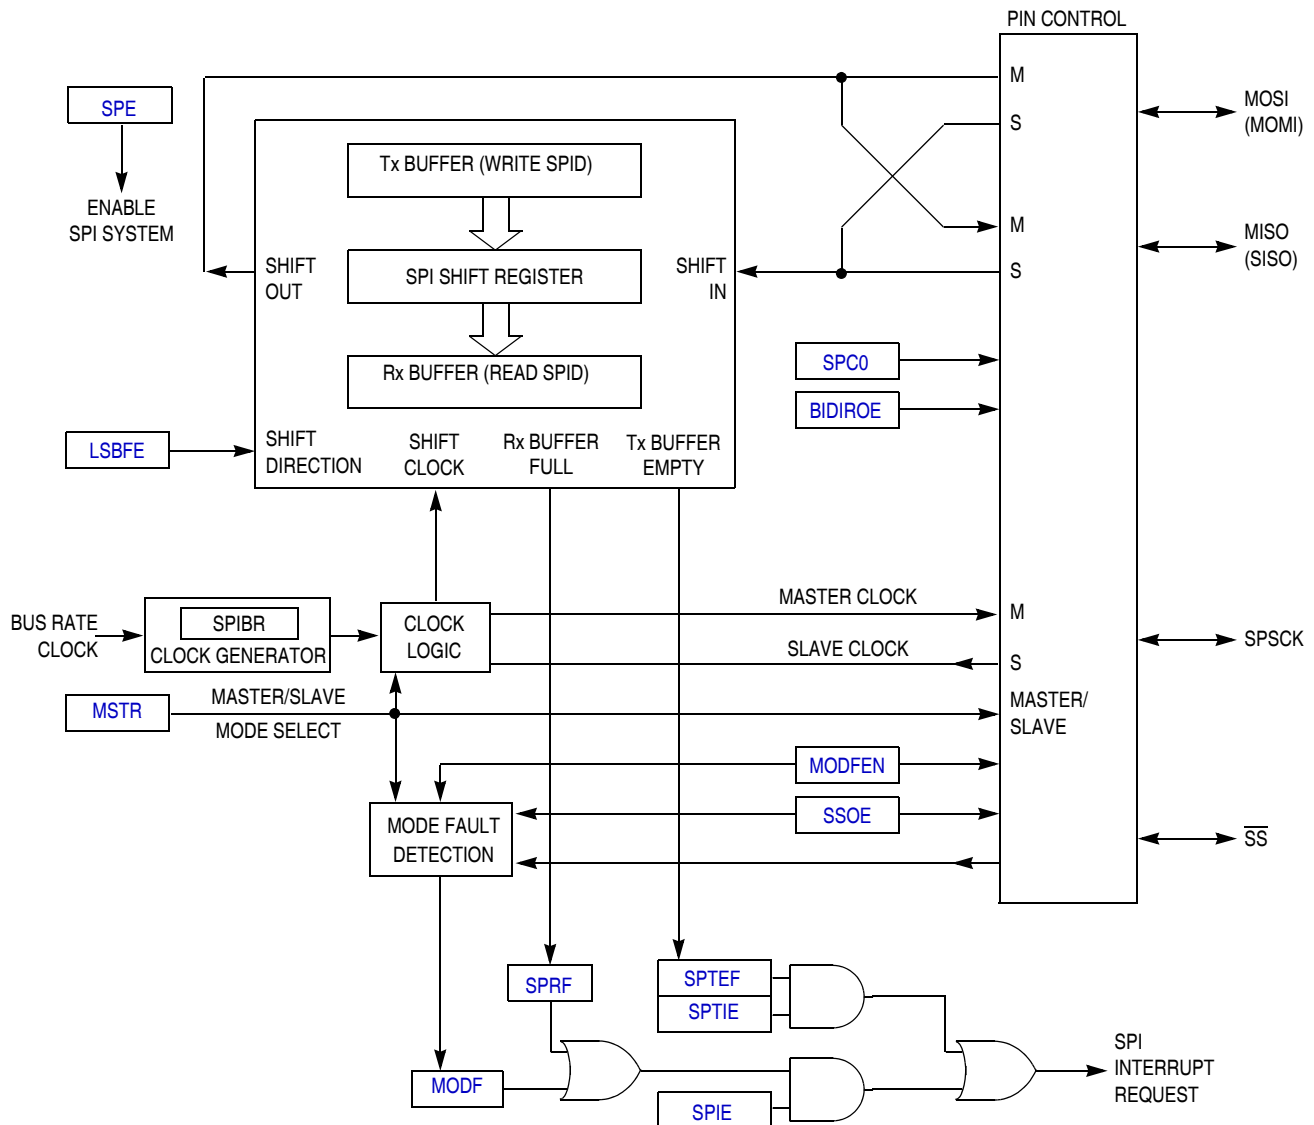 PIN CONTROL
M
SPE
S
MOSI
(MOMI)
Tx BUFFER (WRITE SPID)
ENABLE
SPI SYSTEM
M
MISO
(SISO)
SHIFT
OUT
SPI SHIFT REGISTER
SHIFT
IN
S
SPC0
Rx BUFFER (READ SPID)
BIDIROE
LSBFE
SHIFT
DIRECTION
SHIFT
CLOCK
Rx BUFFER
FULL
Tx BUFFER
EMPTY
MASTER CLOCK
M
BUS RATE
CLOCK
SPIBR
CLOCK GENERATOR
CLOCK
LOGIC
SLAVE CLOCK
S
SPSCK
MSTR
MASTER/SLAVE
MODE SELECT
MASTER/
SLAVE
MODFEN
SSOE
MODE FAULT
DETECTION
SS
SPRF
SPTEF
SPTIE
MODF
SPIE
SPI
INTERRUPT
REQUEST